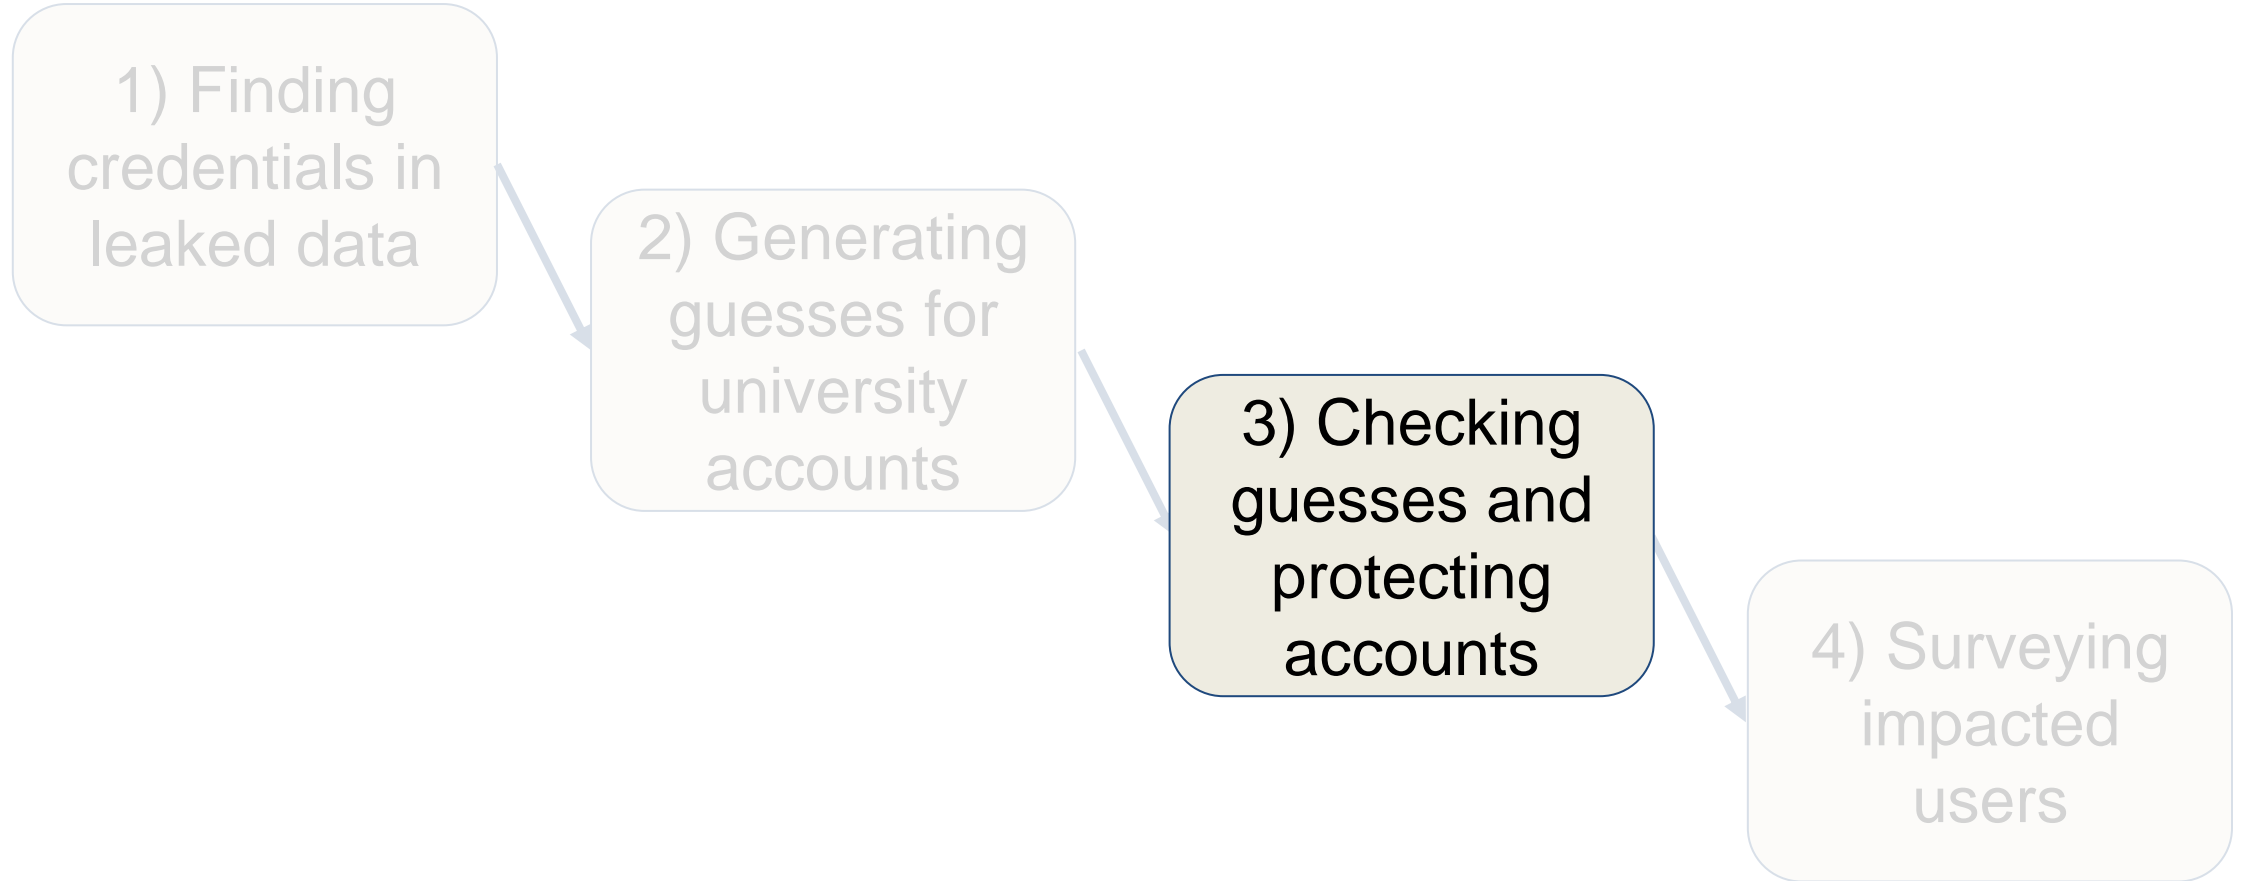 1) Finding
credentials in
leaked data
2) Generating
guesses for
university
accounts
3) Checking
guesses and
protecting
accounts
4) Surveying
impacted
users